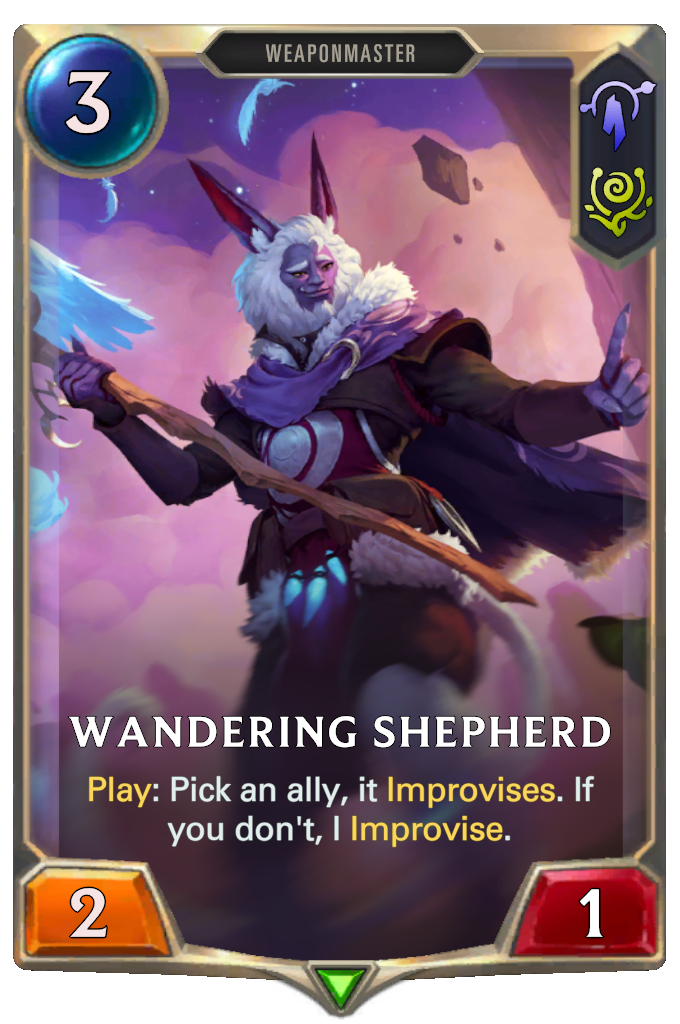 WEAPONMASTER
3
WANDERING SHEPHERD
Play: Pick an ally, it Improvises. If
you don't, I Improvise.
2
1